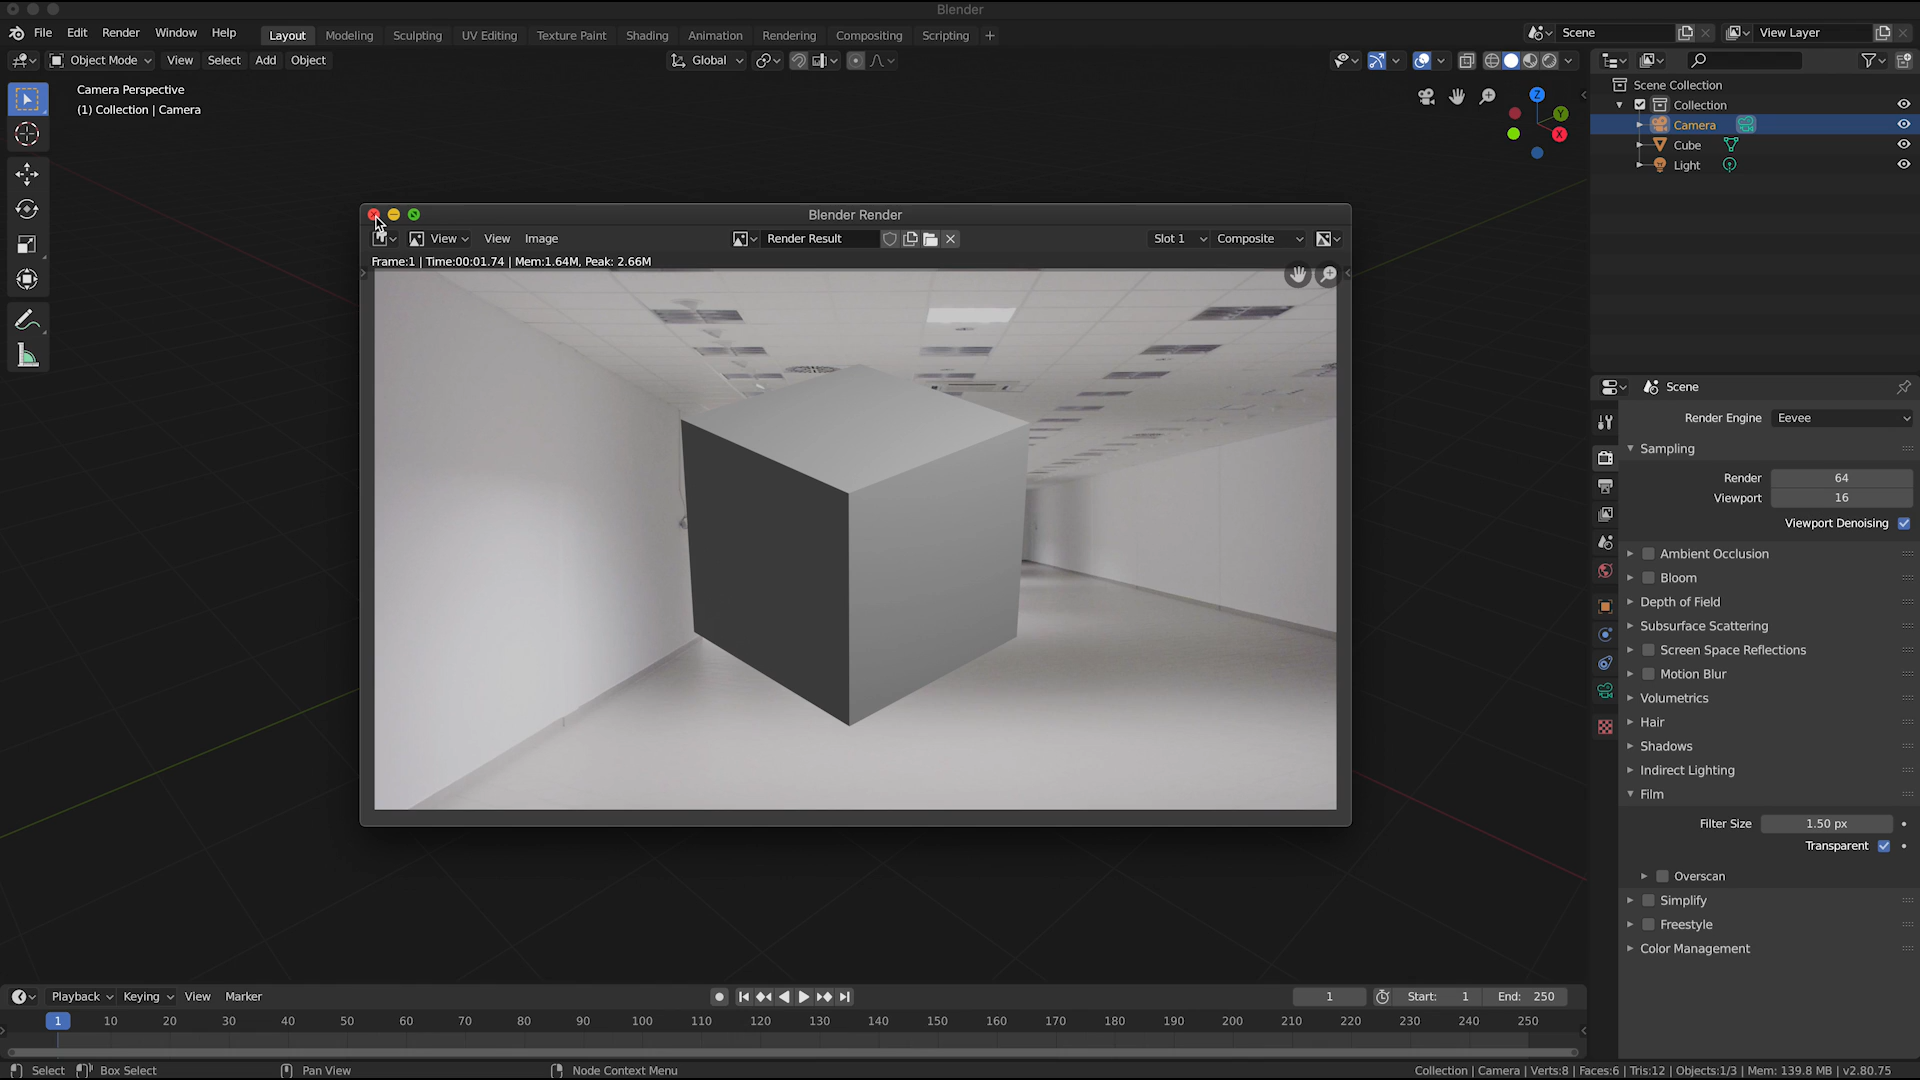 Blender
File Edit Render Window Help Layout Modeling Sculpting UV Editing Texture Paint Shading Animation Rendering Compositing Scripting + Scene View Layer
Object Mode View Select Add Object Global
Camera Perspective
(1) Collection | Camera
Z
Y
X
Scene Collection
Collection
Camera
Cube
Light
Blender Render
View View Image Render Result Slot 1 Composite
Frame:1 | Time:00:01.74 | Mem:1.64M, Peak: 2.66M
Scene
Render Engine Eevee
Sampling
Render 64
Viewport 16
Viewport Denoising
Ambient Occlusion
Bloom
Depth of Field
Subsurface Scattering
Screen Space Reflections
Motion Blur
Volumetrics
Hair
Shadows
Indirect Lighting
Film
Filter Size 1.50 px
Transparent
Overscan
Simplify
Freestyle
Color Management
Playback Keying View Marker 1 Start: 1 End: 250
1 10 20 30 40 50 60 70 80 90 100 110 120 130 140 150 160 170 180 190 200 210 220 230 240 250
Select Box Select Pan View Node Context Menu Collection | Camera | Verts:8 | Faces:6 | Tris:12 | Objects:1/3 | Mem: 139.8 MB | v2.80.75